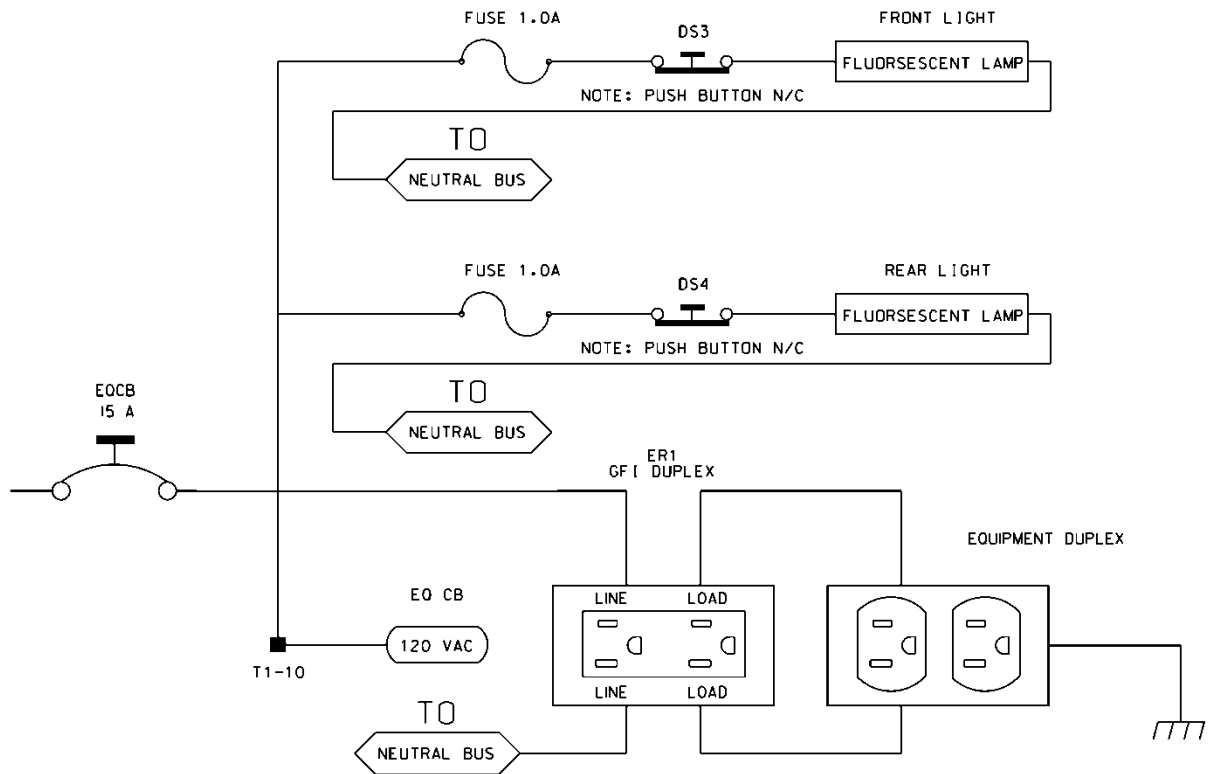 FUSE 1.0A
DS3
FRONT LIGHT
FLUORSESCENT LAMP
NOTE: PUSH BUTTON N/C
TO
NEUTRAL BUS
FUSE 1.0A
DS4
REAR LIGHT
FLUORSESCENT LAMP
NOTE: PUSH BUTTON N/C
TO
NEUTRAL BUS
EQCB
15 A
ER1
GFI DUPLEX
EQUIPMENT DUPLEX
EQ CB
120 VAC
T1-10
LINE LOAD
LINE LOAD
TO
NEUTRAL BUS